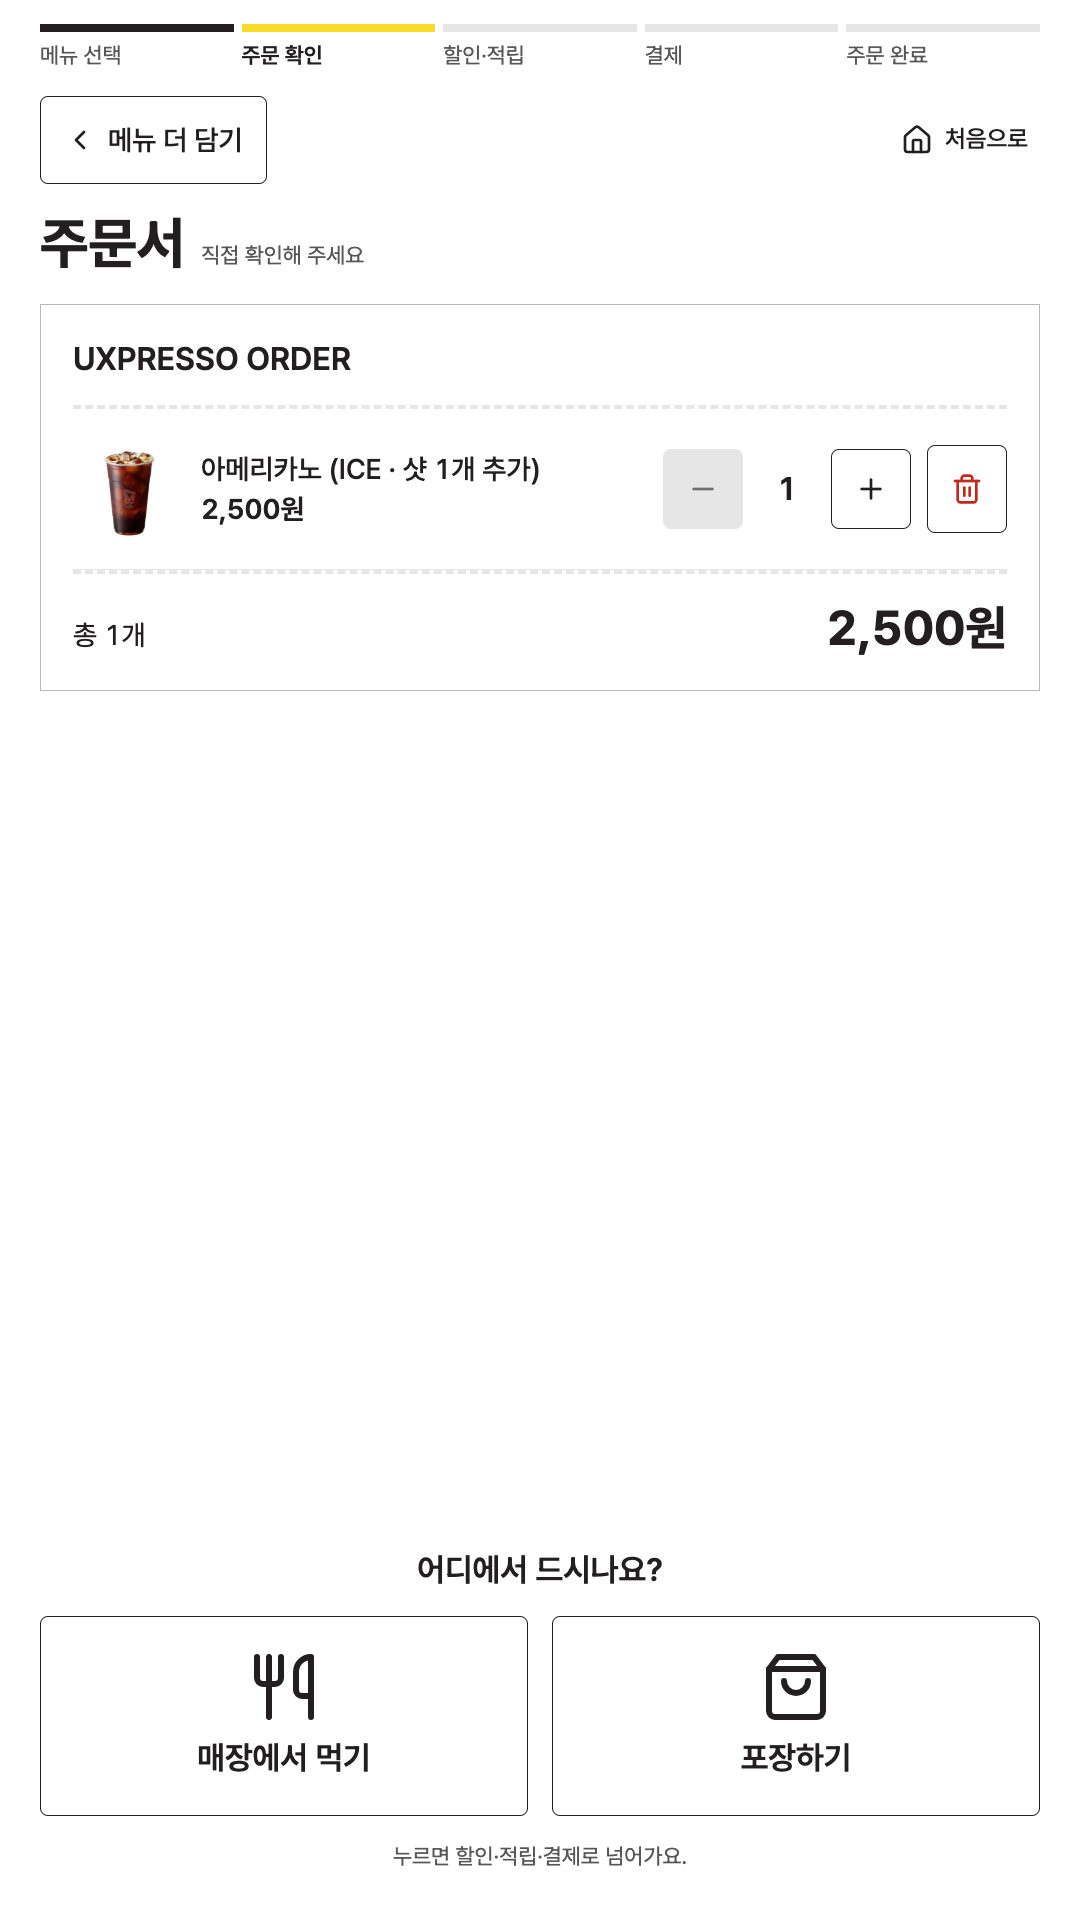 메뉴 선택
주문 확인
할인·적립
결제
주문 완료
메뉴 더 담기
처음으로
주문서
직접 확인해 주세요
UXPRESSO ORDER
아메리카노 (ICE · 샷 1개 추가)
2,500원
1
총 1개
2,500원
어디에서 드시나요?
매장에서 먹기
포장하기
누르면 할인·적립·결제로 넘어가요.